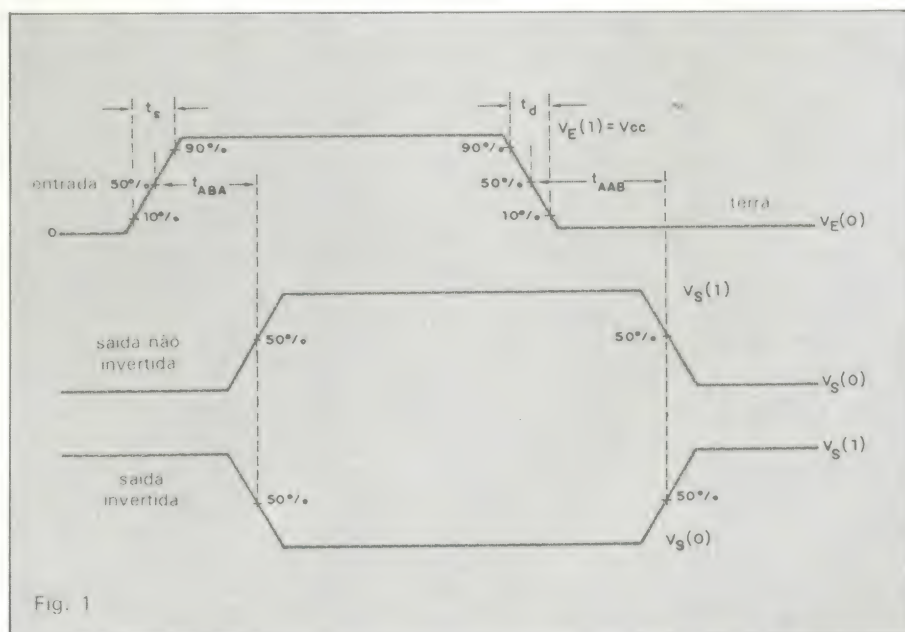 t_s
t_d
V_E(1) = Vcc
90%
90%
entrada
50%
t_ABA
50%
t_AAB
10%
10%
terra
0
V_E(0)
V_S(1)
saída não
invertida
50%
50%
V_S(0)
V_S(1)
saída
invertida
50%
50%
V_S(0)
Fig. 1